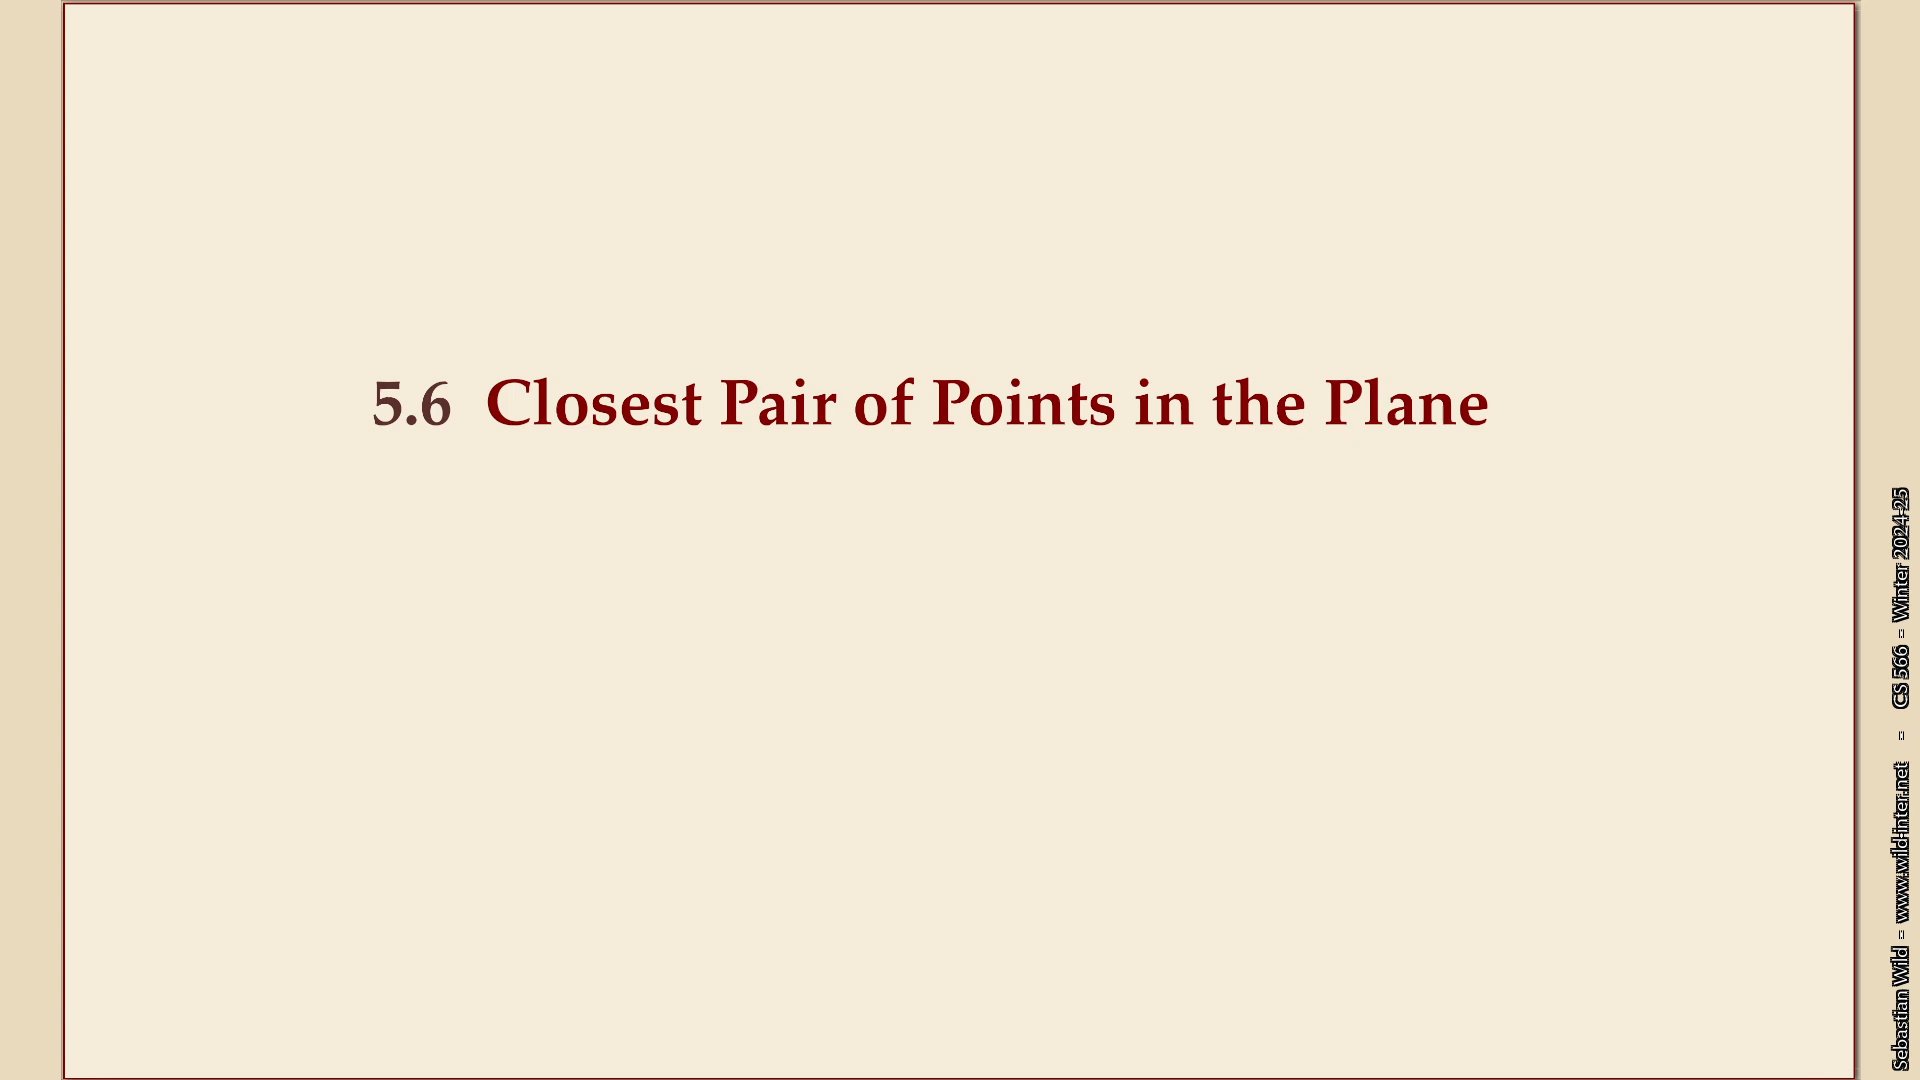 5.6 Closest Pair of Points in the Plane
Sebastian Wild – www.wild-inter.net – CS 566 – Winter 2024-25